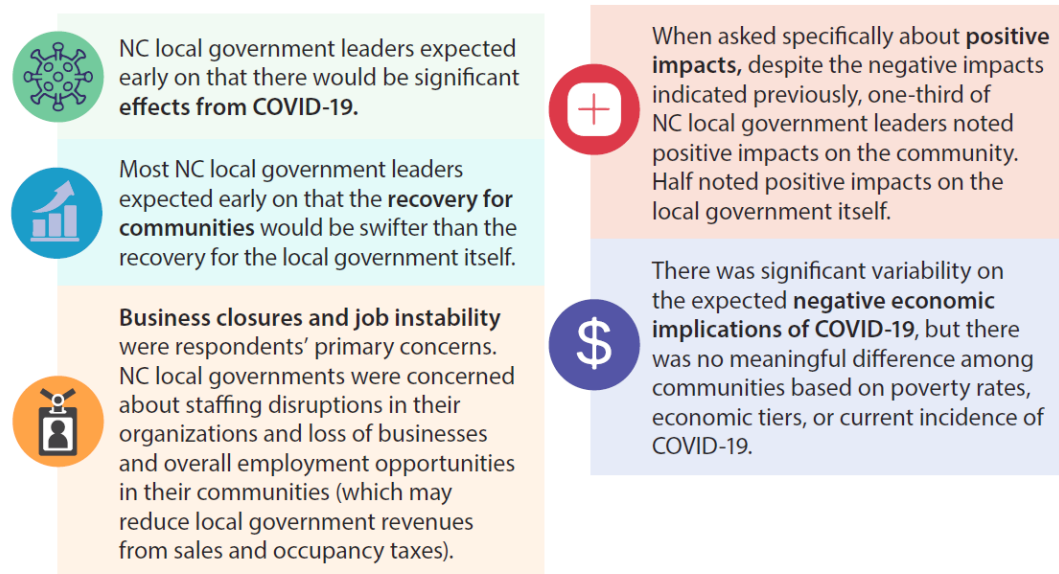 NC local government leaders expected
early on that there would be significant
effects from COVID-19.
Most NC local government leaders
expected early on that the recovery for
communities would be swifter than the
recovery for the local government itself.
Business closures and job instability
were respondents’ primary concerns.
NC local governments were concerned
about staffing disruptions in their
organizations and loss of businesses
and overall employment opportunities
in their communities (which may
reduce local government revenues
from sales and occupancy taxes).
When asked specifically about positive
impacts, despite the negative impacts
indicated previously, one-third of
NC local government leaders noted
positive impacts on the community.
Half noted positive impacts on the
local government itself.
$
There was significant variability on
the expected negative economic
implications of COVID-19, but there
was no meaningful difference among
communities based on poverty rates,
economic tiers, or current incidence of
COVID-19.